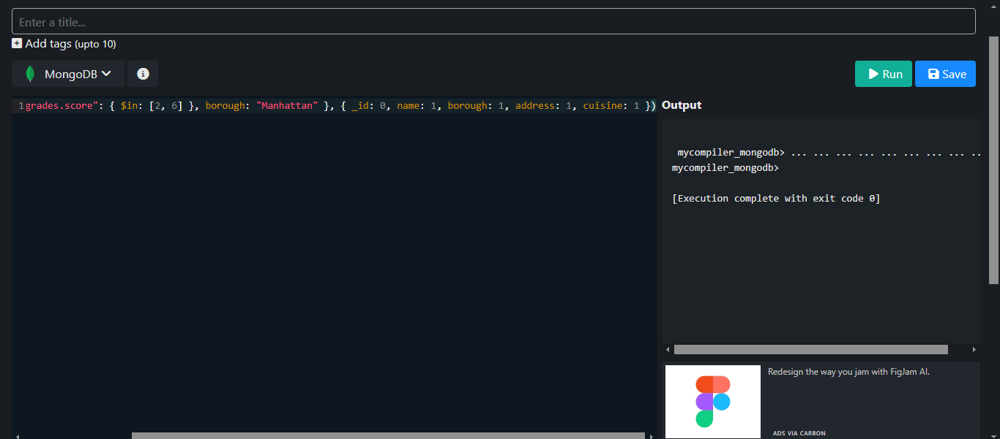 Enter a title...
Add tags (upto 10)
MongoDB
Run
Save
1grades.score": { $in: [2, 6] }, borough: "Manhattan" }, { _id: 0, name: 1, borough: 1, address: 1, cuisine: 1 })
Output
mycompiler_mongodb> ... ... ... ... ... ... ... ... ..
mycompiler_mongodb>
[Execution complete with exit code 0]
Redesign the way you jam with FigJam AI.
ADS VIA CARBON